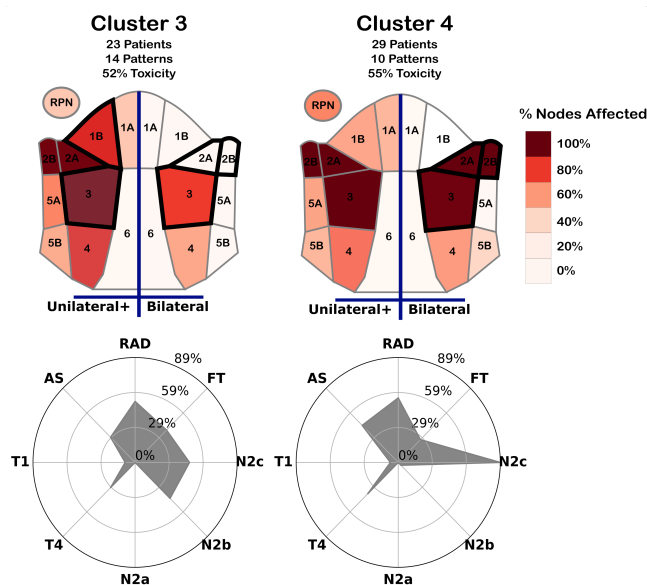 Cluster 3
23 Patients
14 Patterns
52% Toxicity
RPN
1B
1A
1A
1B
2B
2A
2A
2B
3
3
5A
5A
5B
4
6
6
4
5B
Unilateral+
Bilateral
Cluster 4
29 Patients
10 Patterns
55% Toxicity
RPN
1B
1A
1A
1B
2B
2A
2A
2B
3
3
5A
5A
5B
4
6
6
4
5B
Unilateral+
Bilateral
% Nodes Affected
100%
80%
60%
40%
20%
0%
RAD
89%
AS
FT
59%
29%
0%
T1
N2c
T4
N2b
N2a
RAD
89%
AS
FT
59%
29%
0%
T1
N2c
T4
N2b
N2a